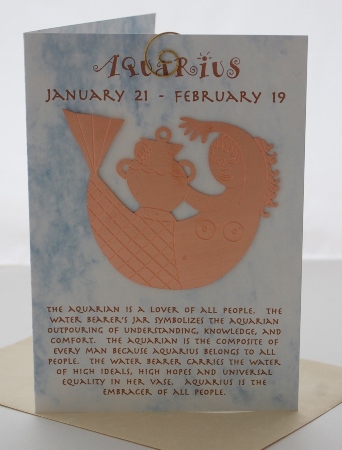 AQUARIUS
JANUARY 21 - FEBRUARY 19
THE AQUARIAN IS A LOVER OF ALL PEOPLE. THE
WATER BEARER'S JAR SYMBOLIZES THE AQUARIAN
OUTPOURING OF UNDERSTANDING, KNOWLEDGE, AND
COMFORT. THE AQUARIAN IS THE COMPOSITE OF
EVERY MAN BECAUSE AQUARIUS BELONGS TO ALL
PEOPLE. THE WATER BEARER CARRIES THE WATER
OF HIGH IDEALS, HIGH HOPES AND UNIVERSAL
EQUALITY IN HER VASE. AQUARIUS IS THE
EMBRACER OF ALL PEOPLE.